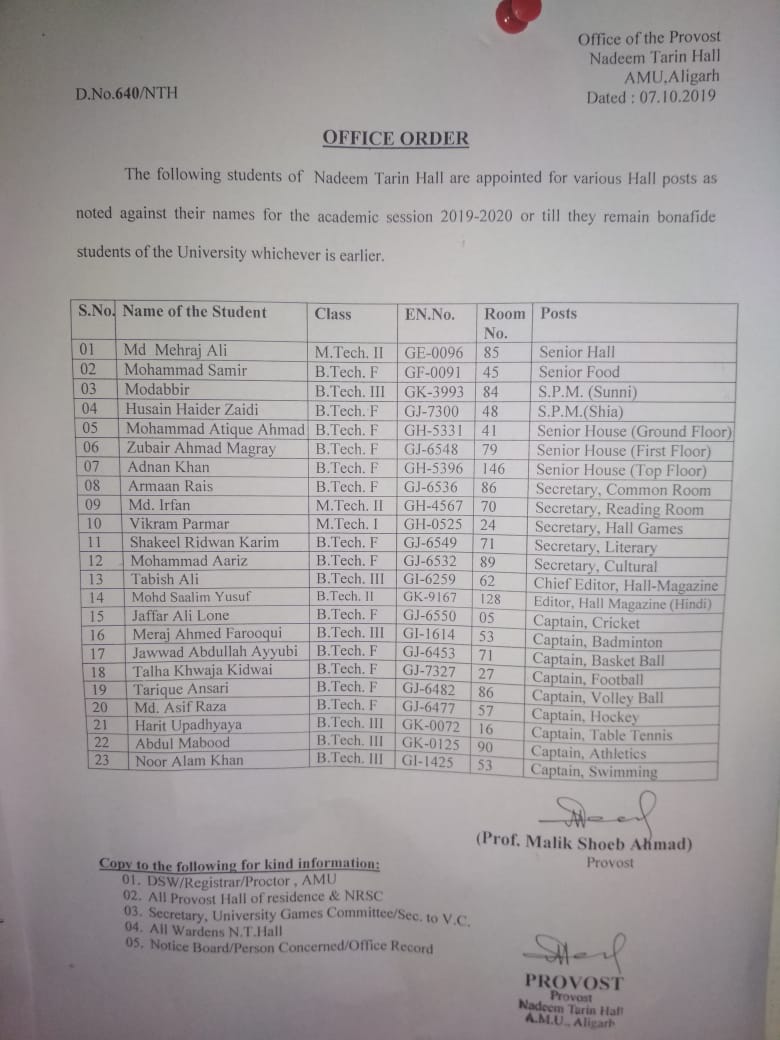 Office of the Provost
Nadeem Tarin Hall
AMU,Aligarh
D.No.640/NTH
Dated : 07.10.2019
OFFICE ORDER
The following students of Nadeem Tarin Hall are appointed for various Hall posts as
noted against their names for the academic session 2019-2020 or till they remain bonafide
students of the University whichever is earlier.
S.No. Name of the Student Class EN.No. Room No. Posts
01 Md Mehraj Ali M.Tech. II GE-0096 85 Senior Hall
02 Mohammad Samir B.Tech. F GF-0091 45 Senior Food
03 Modabbir B.Tech. III GK-3993 84 S.P.M. (Sunni)
04 Husain Haider Zaidi B.Tech. F GJ-7300 48 S.P.M.(Shia)
05 Mohammad Atique Ahmad B.Tech. F GH-5331 41 Senior House (Ground Floor)
06 Zubair Ahmad Magray B.Tech. F GJ-6548 79 Senior House (First Floor)
07 Adnan Khan B.Tech. F GH-5396 146 Senior House (Top Floor)
08 Armaan Rais B.Tech. F GJ-6536 86 Secretary, Common Room
09 Md. Irfan M.Tech. II GH-4567 70 Secretary, Reading Room
10 Vikram Parmar M.Tech. I GH-0525 24 Secretary, Hall Games
11 Shakeel Ridwan Karim B.Tech. F GJ-6549 71 Secretary, Literary
12 Mohammad Aariz B.Tech. F GJ-6532 89 Secretary, Cultural
13 Tabish Ali B.Tech. III GI-6259 62 Chief Editor, Hall-Magazine
14 Mohd Saalim Yusuf B.Tech. II GK-9167 128 Editor, Hall Magazine (Hindi)
15 Jaffar Ali Lone B.Tech. F GJ-6550 05 Captain, Cricket
16 Meraj Ahmed Farooqui B.Tech. III GI-1614 53 Captain, Badminton
17 Jawwad Abdullah Ayyubi B.Tech. F GJ-6453 71 Captain, Basket Ball
18 Talha Khwaja Kidwai B.Tech. F GJ-7327 27 Captain, Football
19 Tarique Ansari B.Tech. F GJ-6482 86 Captain, Volley Ball
20 Md. Asif Raza B.Tech. F GJ-6477 57 Captain, Hockey
21 Harit Upadhyaya B.Tech. III GK-0072 16 Captain, Table Tennis
22 Abdul Mabood B.Tech. III GK-0125 90 Captain, Athletics
23 Noor Alam Khan B.Tech. III GI-1425 53 Captain, Swimming
(Prof. Malik Shoeb Ahmad)
Provost
Copy to the following for kind information:
01. DSW/Registrar/Proctor , AMU
02. All Provost Hall of residence & NRSC
03. Secretary, University Games Committee/Sec. to V.C.
04. All Wardens N.T.Hall
05. Notice Board/Person Concerned/Office Record
PROVOST
Provost
Nadeem Tarin Hall
A.M.U., Aligarh